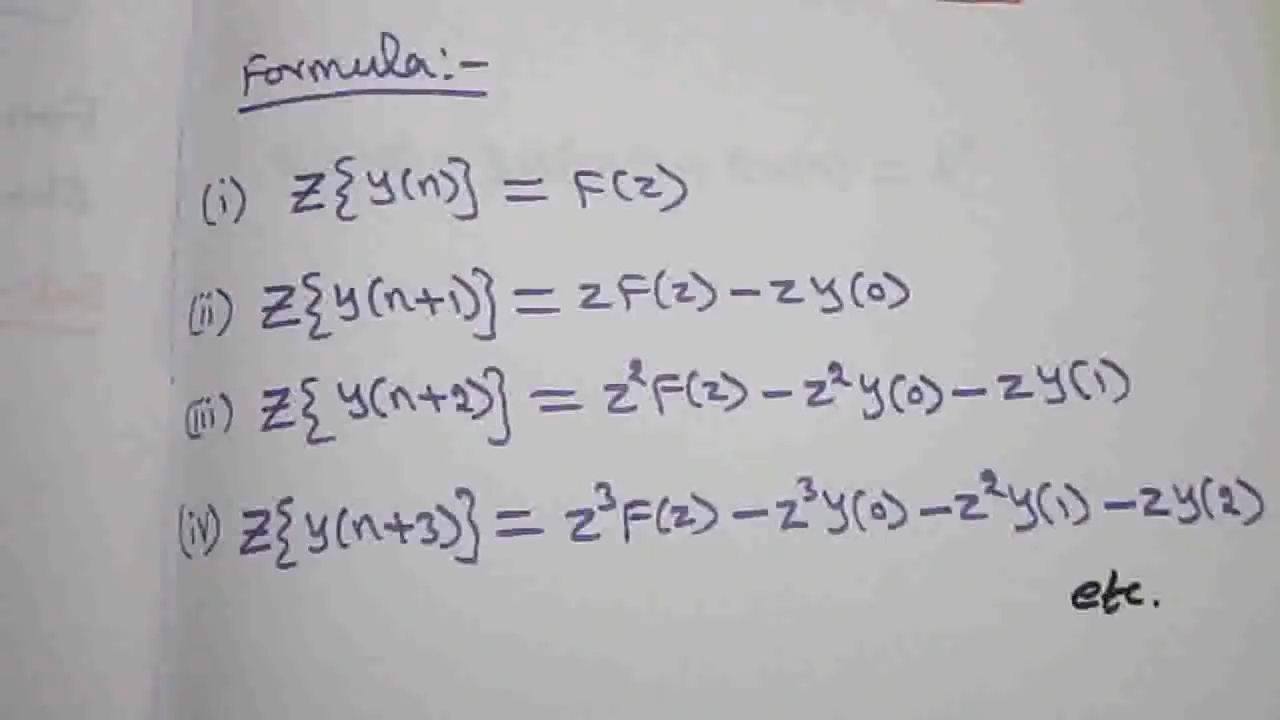 Formula:-
(i) Z{y(n)} = F(z)
(ii) Z{y(n+1)} = zF(z) - zy(0)
(iii) Z{y(n+2)} = z²F(z) - z²y(0) - zy(1)
(iv) Z{y(n+3)} = z³F(z) - z³y(0) - z²y(1) - zy(2)
etc.